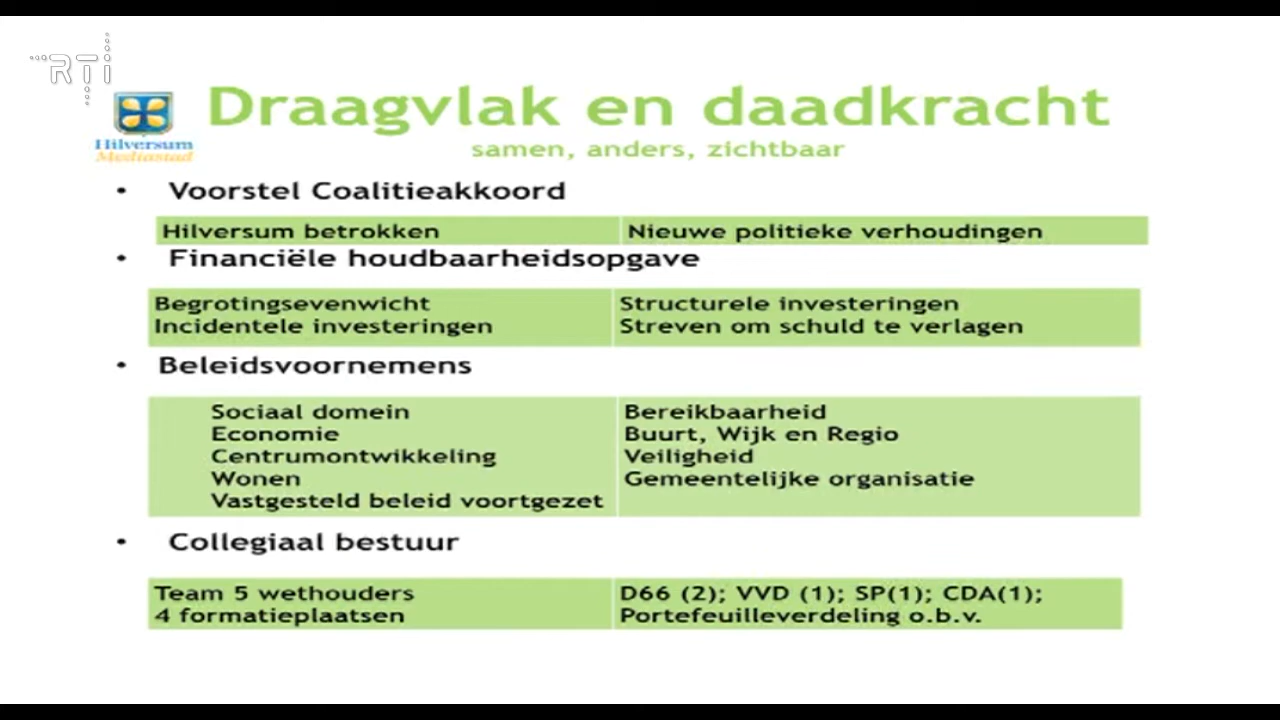 RTi
Draagvlak en daadkracht
Hilversum
Mediastad
samen, anders, zichtbaar
• Voorstel Coalitieakkoord
Hilversum betrokken Nieuwe politieke verhoudingen
• Financiële houdbaarheidsopgave
Begrotingsevenwicht Structurele investeringen
Incidentele investeringen Streven om schuld te verlagen
• Beleidsvoornemens
Sociaal domein Bereikbaarheid
Economie Buurt, Wijk en Regio
Centrumontwikkeling Veiligheid
Wonen Gemeentelijke organisatie
Vastgesteld beleid voortgezet
• Collegiaal bestuur
Team 5 wethouders D66 (2); VVD (1); SP(1); CDA(1);
4 formatieplaatsen Portefeuilleverdeling o.b.v.